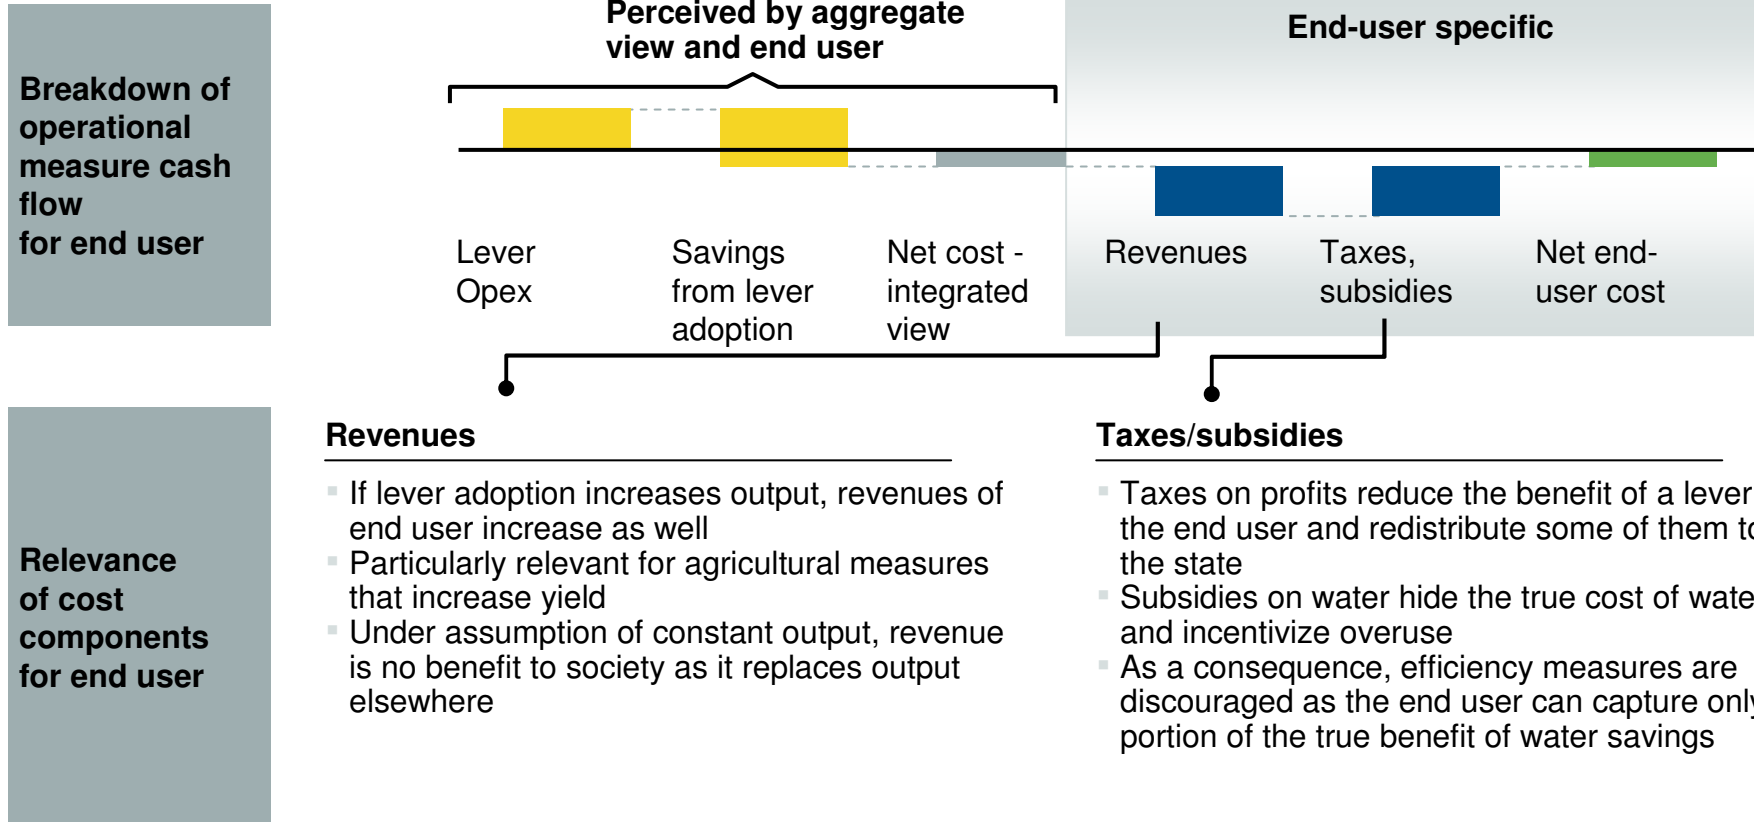 Breakdown of
operational
measure cash
flow
for end user
Perceived by aggregate
view and end user
End-user specific
Lever
Opex
Savings
from lever
adoption
Net cost -
integrated
view
Revenues
Taxes,
subsidies
Net end-
user cost
Relevance
of cost
components
for end user
Revenues
If lever adoption increases output, revenues of
end user increase as well
Particularly relevant for agricultural measures
that increase yield
Under assumption of constant output, revenue
is no benefit to society as it replaces output
elsewhere
Taxes/subsidies
Taxes on profits reduce the benefit of a lever
the end user and redistribute some of them to
the state
Subsidies on water hide the true cost of wate
and incentivize overuse
As a consequence, efficiency measures are
discouraged as the end user can capture only
portion of the true benefit of water savings